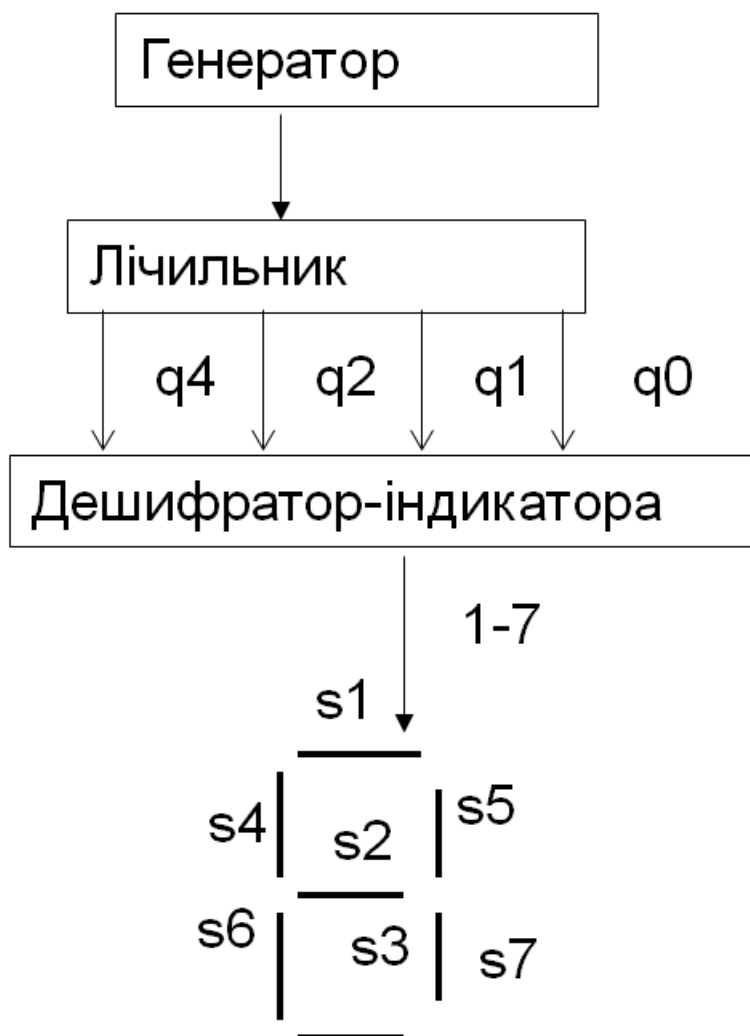 Генератор
Лічильник
q4 q2 q1 q0
Дешифратор-індикатора
1-7
s1
s4 s2 s5
s6 s3 s7